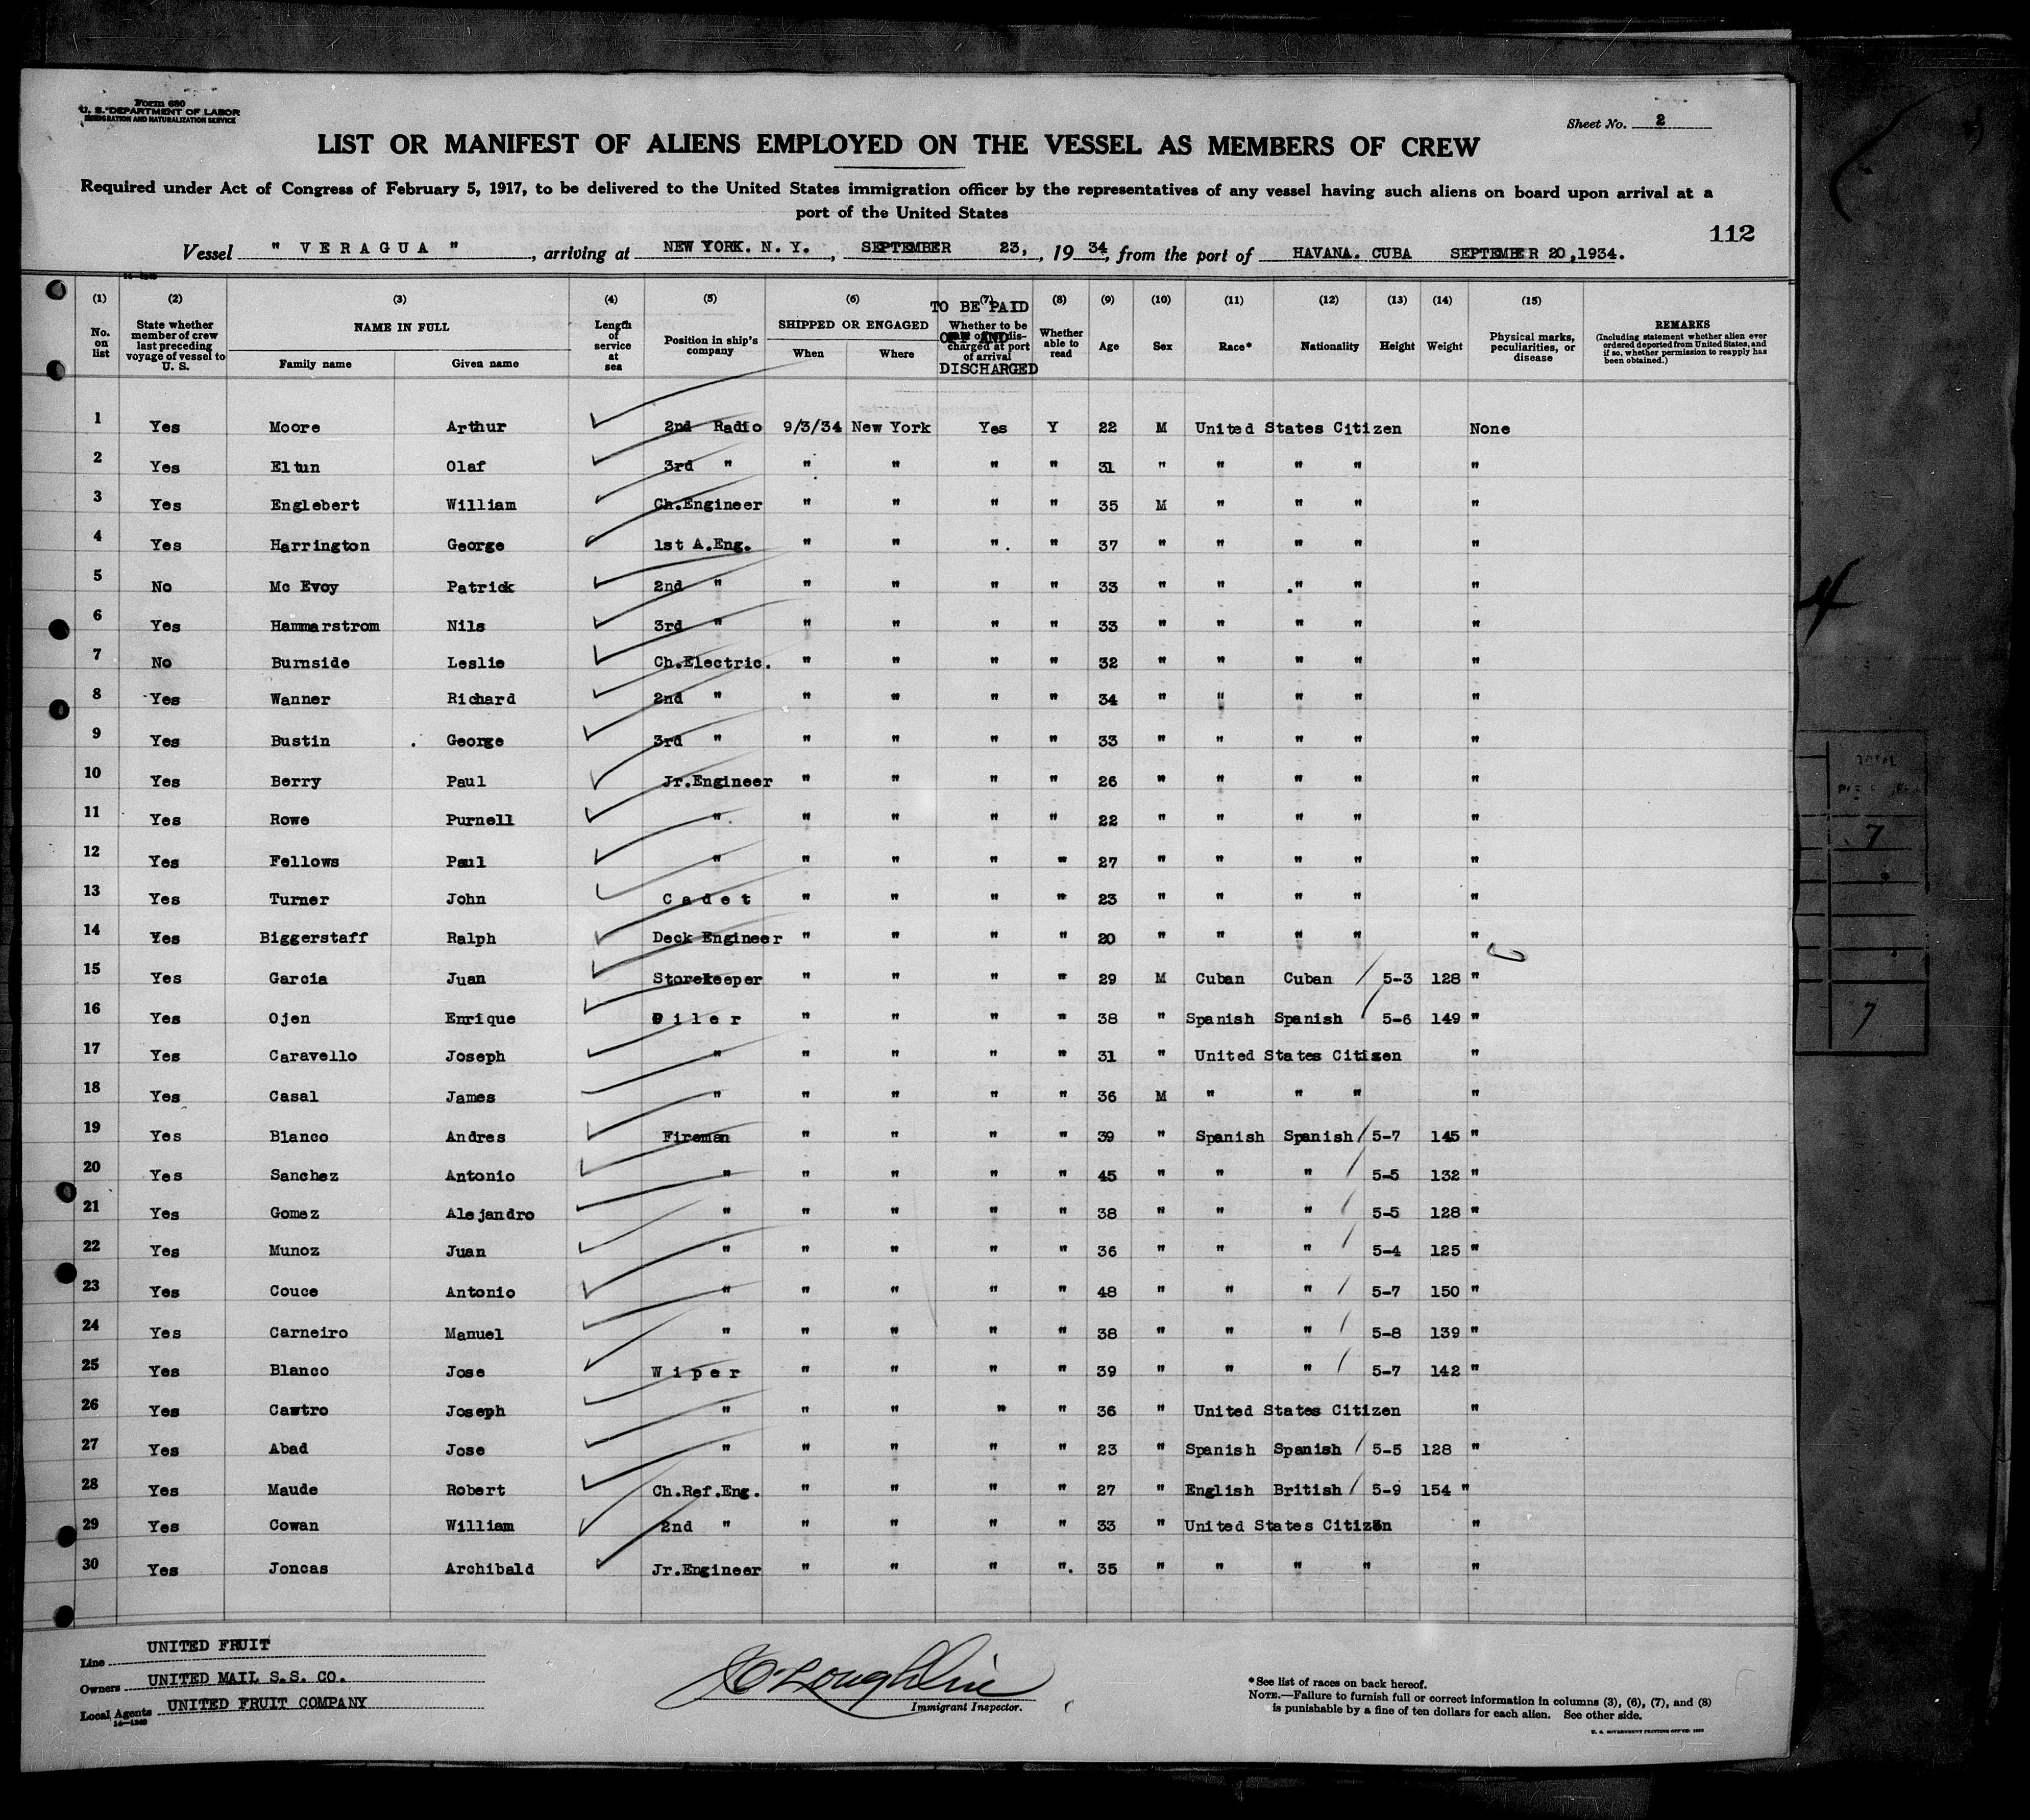 Form 680
U. S. DEPARTMENT OF LABOR
IMMIGRATION AND NATURALIZATION SERVICE
Sheet No. 2
LIST OR MANIFEST OF ALIENS EMPLOYED ON THE VESSEL AS MEMBERS OF CREW
Required under Act of Congress of February 5, 1917, to be delivered to the United States immigration officer by the representatives of any vessel having such aliens on board upon arrival at a
port of the United States
112
Vessel " VERAGUA ", arriving at NEW YORK. N. Y., SEPTEMBER 23, 1934, from the port of HAVANA. CUBA SEPTEMBER 20, 1934.
(1) (2) (3) (4) (5) (6) (7) (8) (9) (10) (11) (12) (13) (14) (15)
No. on list
State whether member of crew last preceding voyage of vessel to U. S.
NAME IN FULL
Family name Given name
Length of service at sea
Position in ship's company
SHIPPED OR ENGAGED
When Where
TO BE PAID OFF AND DISCHARGED
Whether to be discharged at port of arrival
Whether able to read
Age Sex Race* Nationality Height Weight
Physical marks, peculiarities, or disease
REMARKS
(Including statement whether alien ever ordered deported from United States, and if so, whether permission to reapply has been obtained.)
1 Yes Moore Arthur 2nd Radio 9/3/34 New York Yes Y 22 M United States Citizen None
2 Yes Eltun Olaf 3rd " " " " " 31 " " " " "
3 Yes Englebert William Ch.Engineer " " " " 35 M " " " "
4 Yes Harrington George 1st A.Eng. " " " " 37 " " " " "
5 No Mc Evoy Patrick 2nd " " " " " 33 " " " " "
6 Yes Hammarstrom Nils 3rd " " " " " 33 " " " " "
7 No Burnside Leslie Ch.Electric. " " " " 32 " " " " "
8 Yes Wanner Richard 2nd " " " " " 34 " " " " "
9 Yes Bustin George 3rd " " " " " 33 " " " " "
10 Yes Berry Paul Jr.Engineer " " " " 26 " " " " "
11 Yes Rowe Purnell " " " " " 22 " " " " "
12 Yes Fellows Paul " " " " " 27 " " " " "
13 Yes Turner John Cadet " " " " 23 " " " " "
14 Yes Biggerstaff Ralph Deck Engineer " " " " 20 " " " " "
15 Yes Garcia Juan Storekeeper " " " " 29 M Cuban Cuban 5-3 128 "
16 Yes Ojen Enrique Oiler " " " " 38 " Spanish Spanish 5-6 149 "
17 Yes Caravello Joseph " " " " " 31 " United States Citizen "
18 Yes Casal James " " " " " 36 M " " " "
19 Yes Blanco Andres Fireman " " " " 39 " Spanish Spanish 5-7 145 "
20 Yes Sanchez Antonio " " " " " 45 " " " 5-5 132 "
21 Yes Gomez Alejandro " " " " " 38 " " " 5-5 128 "
22 Yes Munoz Juan " " " " " 36 " " " 5-4 125 "
23 Yes Couce Antonio " " " " " 48 " " " 5-7 150 "
24 Yes Carneiro Manuel " " " " " 38 " " " 5-8 139 "
25 Yes Blanco Jose Wiper " " " " 39 " " " 5-7 142 "
26 Yes Castro Joseph " " " " " 36 " United States Citizen "
27 Yes Abad Jose " " " " " 23 " Spanish Spanish 5-5 128 "
28 Yes Maude Robert Ch.Ref.Eng. " " " " 27 " English British 5-9 154 "
29 Yes Cowan William 2nd " " " " " 33 " United States Citizen "
30 Yes Joncas Archibald Jr.Engineer " " " " 35 " " " " "
Line UNITED FRUIT
Owners UNITED MAIL S.S. CO.
Local Agents UNITED FRUIT COMPANY
14—1240
JC O'Loughlin
Immigrant Inspector.
*See list of races on back hereof.
NOTE.—Failure to furnish full or correct information in columns (3), (6), (7), and (8)
is punishable by a fine of ten dollars for each alien. See other side.
U. S. GOVERNMENT PRINTING OFFICE
4
TOTAL
7
7